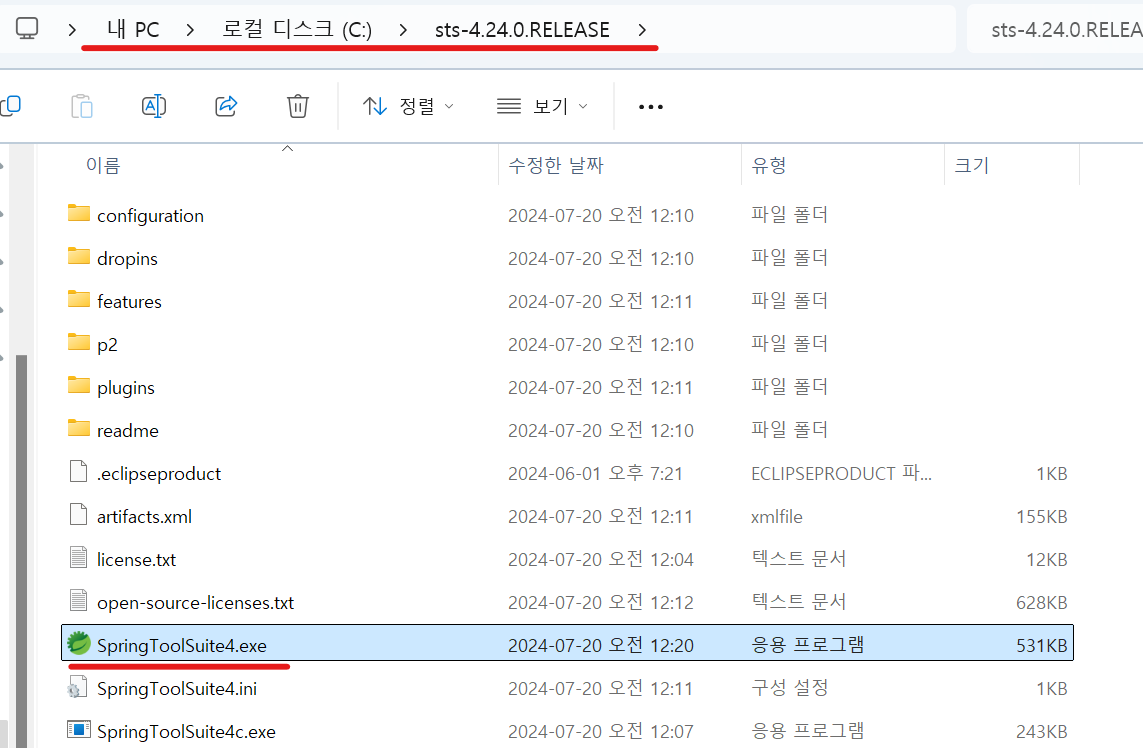 내 PC > 로컬 디스크 (C:) > sts-4.24.0.RELEASE > sts-4.24.0.RELEA
정렬 보기
이름 수정한 날짜 유형 크기
configuration 2024-07-20 오전 12:10 파일 폴더
dropins 2024-07-20 오전 12:10 파일 폴더
features 2024-07-20 오전 12:11 파일 폴더
p2 2024-07-20 오전 12:10 파일 폴더
plugins 2024-07-20 오전 12:11 파일 폴더
readme 2024-07-20 오전 12:10 파일 폴더
.eclipseproduct 2024-06-01 오후 7:21 ECLIPSEPRODUCT 파... 1KB
artifacts.xml 2024-07-20 오전 12:11 xmlfile 155KB
license.txt 2024-07-20 오전 12:04 텍스트 문서 12KB
open-source-licenses.txt 2024-07-20 오전 12:12 텍스트 문서 628KB
SpringToolSuite4.exe 2024-07-20 오전 12:20 응용 프로그램 531KB
SpringToolSuite4.ini 2024-07-20 오전 12:11 구성 설정 1KB
SpringToolSuite4c.exe 2024-07-20 오전 12:07 응용 프로그램 243KB